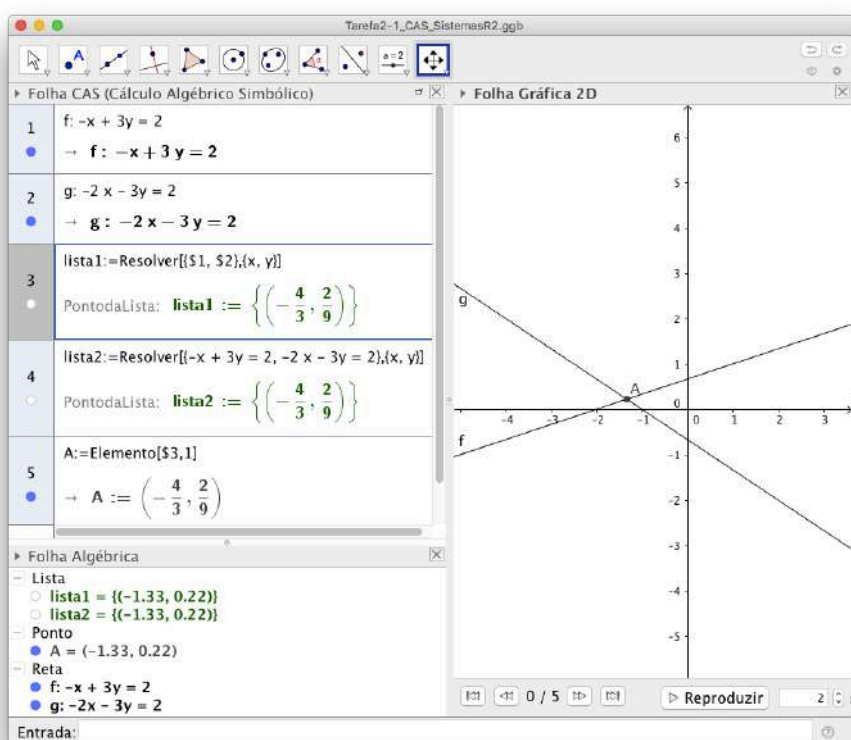 Tarefa2-1_CAS_SistemasR2.ggb
a=2
Folha CAS (Cálculo Algébrico Simbólico)
1
f: -x + 3y = 2
→ f: -x + 3 y = 2
2
g: -2 x - 3y = 2
→ g: -2 x - 3 y = 2
3
lista1:=Resolver[{$1, $2},{x, y}]
PontodaLista: lista1 := {(-4/3, 2/9)}
4
lista2:=Resolver[{-x + 3y = 2, -2 x - 3y = 2},{x, y}]
PontodaLista: lista2 := {(-4/3, 2/9)}
5
A:=Elemento[$3,1]
→ A := (-4/3, 2/9)
Folha Algébrica
Lista
lista1 = {(-1.33, 0.22)}
lista2 = {(-1.33, 0.22)}
Ponto
A = (-1.33, 0.22)
Reta
f: -x + 3y = 2
g: -2x - 3y = 2
Folha Gráfica 2D
6
5
4
3
g
2
1
A
0
-4 -3 -2 -1 0 1 2 3
f
-1
-2
-3
-4
-5
0 / 5
Reproduzir
2
Entrada: